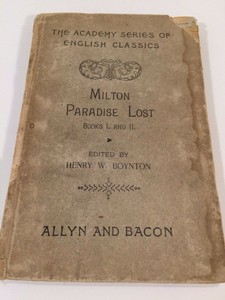 THE ACADEMY SERIES OF
ENGLISH CLASSICS
MILTON
PARADISE LOST
BOOKS I. AND II.
EDITED BY
HENRY W. BOYNTON
ALLYN AND BACON